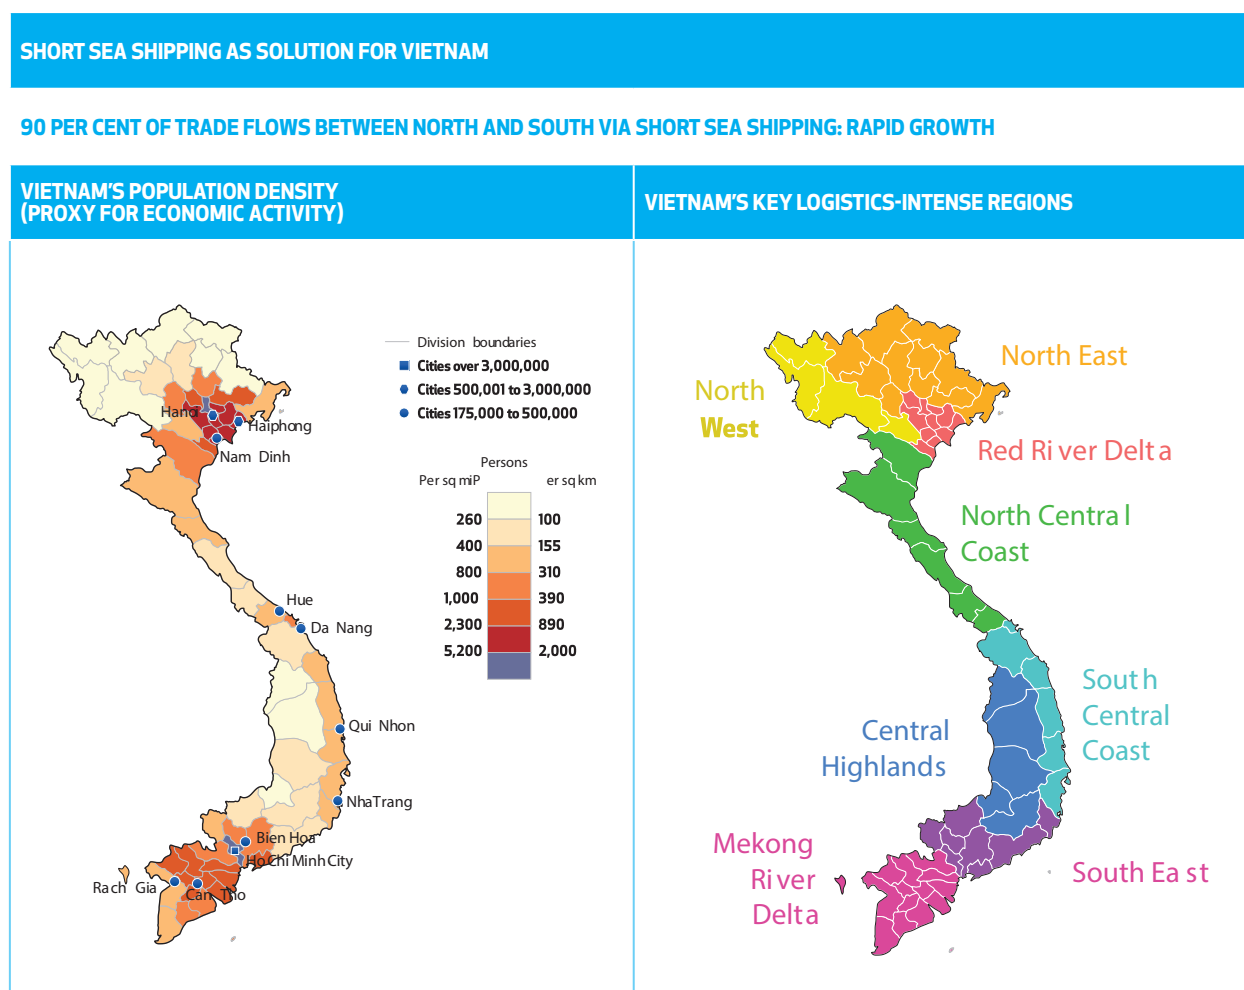 SHORT SEA SHIPPING AS SOLUTION FOR VIETNAM
90 PER CENT OF TRADE FLOWS BETWEEN NORTH AND SOUTH VIA SHORT SEA SHIPPING: RAPID GROWTH
VIETNAM'S POPULATION DENSITY
(PROXY FOR ECONOMIC ACTIVITY)
Division boundaries
Cities over 3,000,000
Cities 500,001 to 3,000,000
Cities 175,000 to 500,000
Persons
Per sq miP er sq km
260 100
400 155
800 310
1,000 390
2,300 890
5,200 2,000
Hanoi
Haiphong
Nam Dinh
Hue
Da Nang
Qui Nhon
NhaTrang
Bien Hoa
Ho Chi Minh City
Rach Gia
Can Tho
VIETNAM'S KEY LOGISTICS-INTENSE REGIONS
North East
North
West
Red River Delta
North Central
Coast
South
Central
Coast
Central
Highlands
Mekong
River
Delta
South East